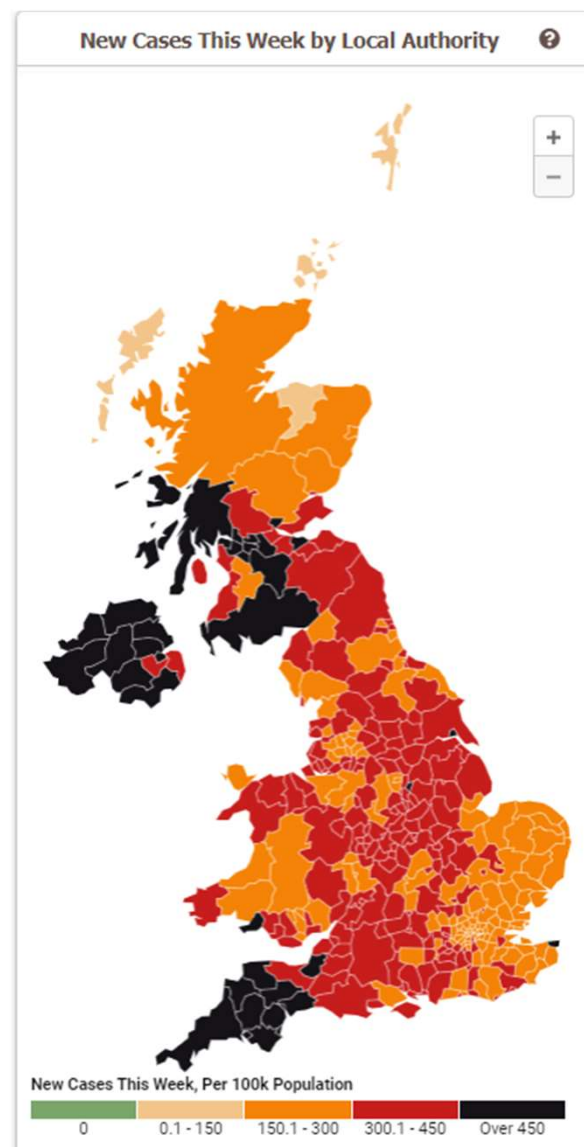 New Cases This Week by Local Authority ?
+
−
New Cases This Week, Per 100k Population
0 0.1 - 150 150.1 - 300 300.1 - 450 Over 450